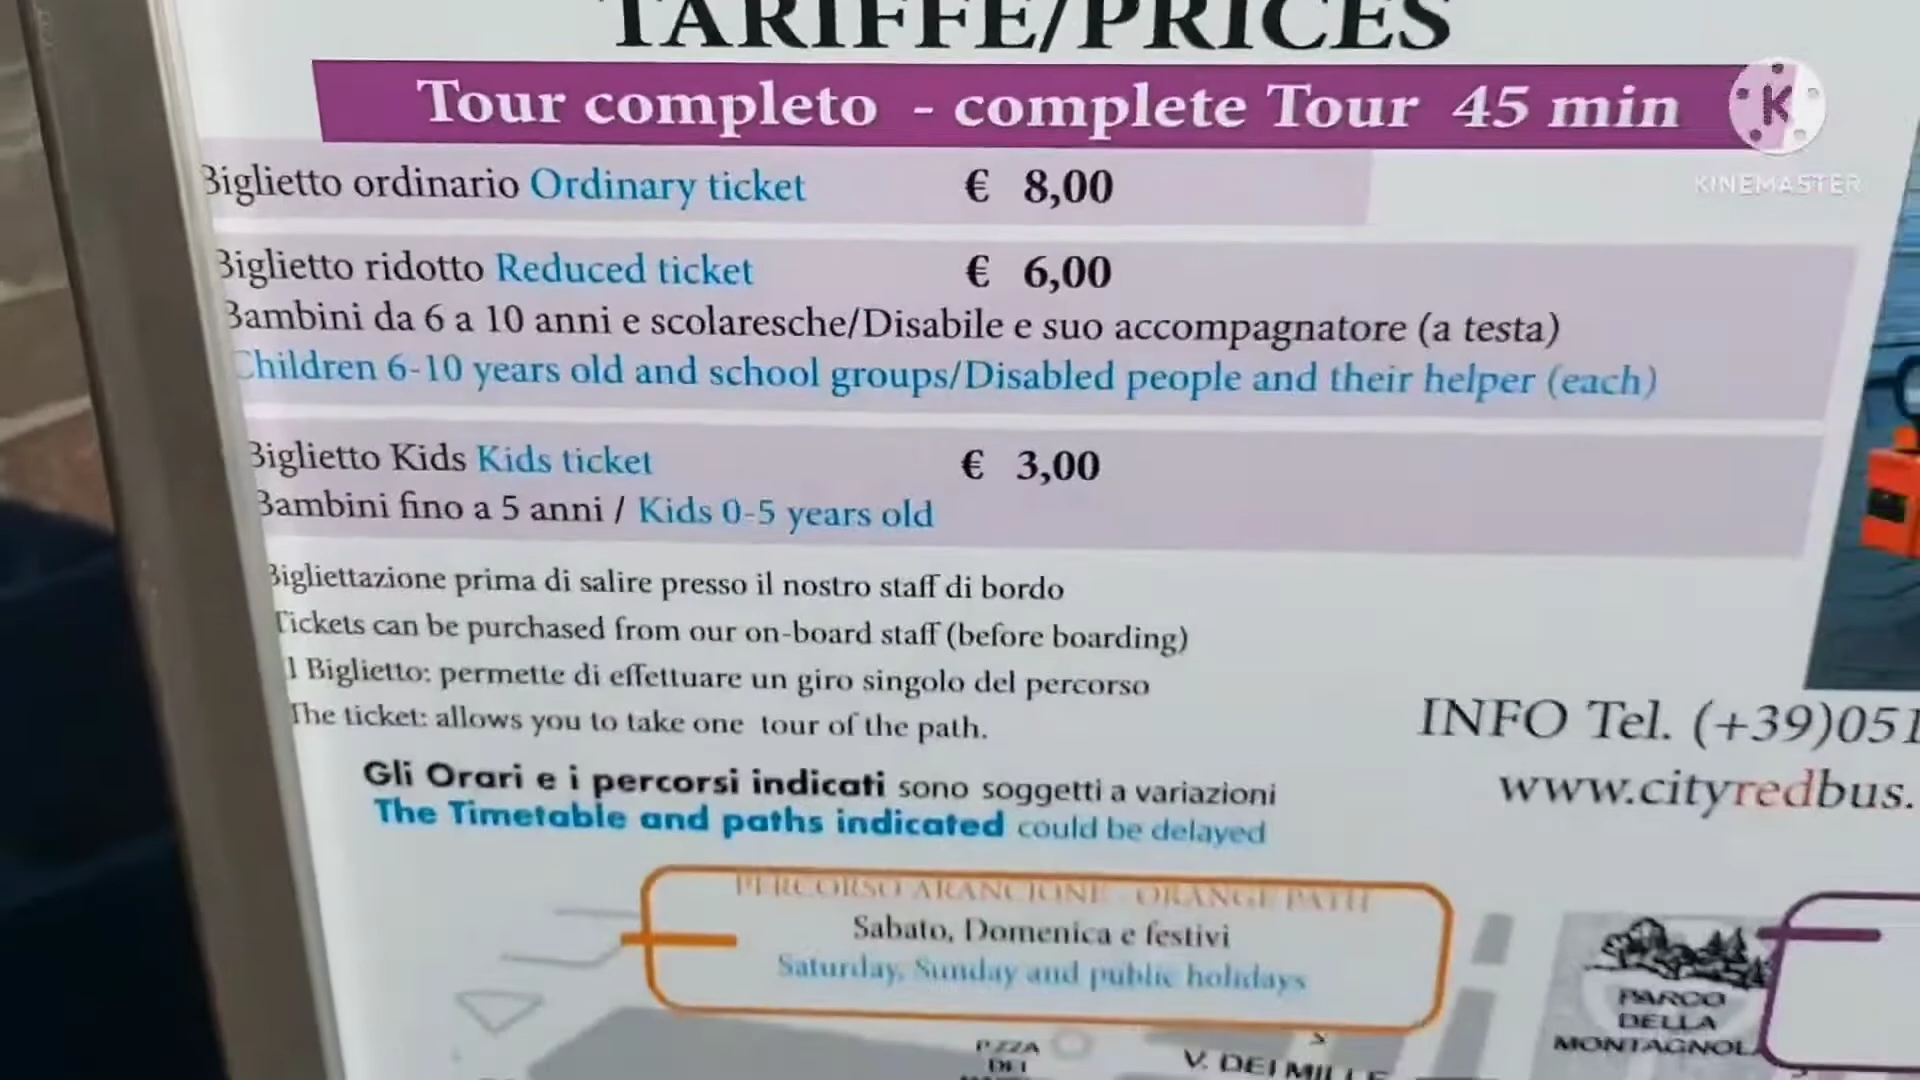 TARIFFE/PRICES
Tour completo - complete Tour 45 min
KINEMASTER
Biglietto ordinario Ordinary ticket € 8,00
Biglietto ridotto Reduced ticket € 6,00
Bambini da 6 a 10 anni e scolaresche/Disabile e suo accompagnatore (a testa)
Children 6-10 years old and school groups/Disabled people and their helper (each)
Biglietto Kids Kids ticket € 3,00
Bambini fino a 5 anni / Kids 0-5 years old
Bigliettazione prima di salire presso il nostro staff di bordo
Tickets can be purchased from our on-board staff (before boarding)
1 Biglietto: permette di effettuare un giro singolo del percorso
The ticket: allows you to take one tour of the path.
INFO Tel. (+39)051
www.cityredbus.
Gli Orari e i percorsi indicati sono soggetti a variazioni
The Timetable and paths indicated could be delayed
PERCORSO ARANCIONE - ORANGE PATH
Sabato, Domenica e festivi
Saturday, Sunday and public holidays
PARCO
DELLA
MONTAGNOLA
P.ZZA
DEI
V. DEI MILLE